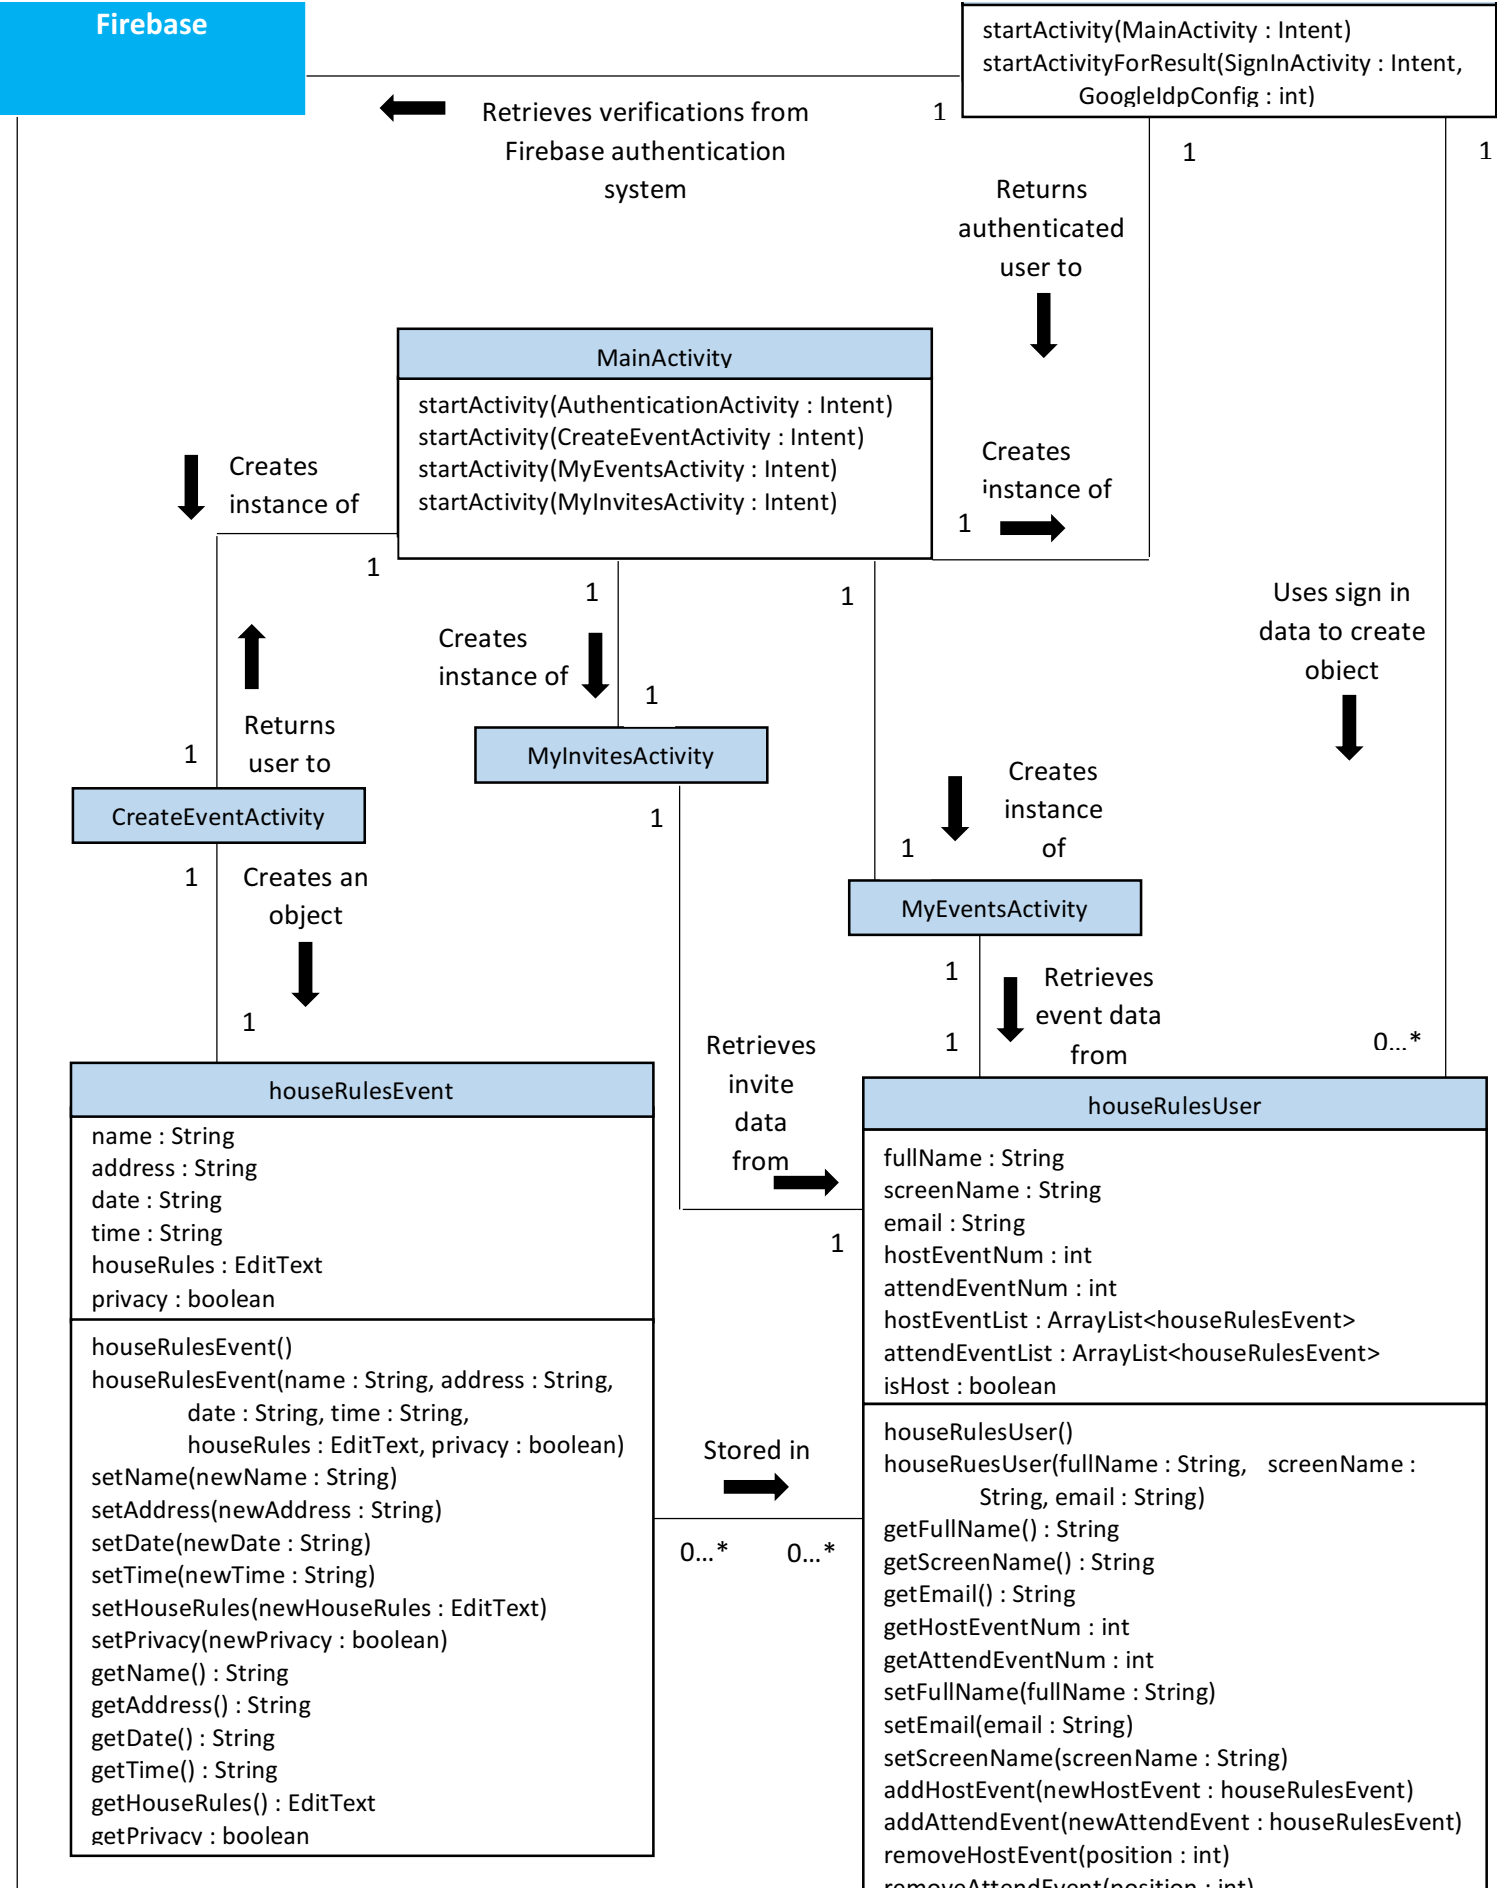 Firebase
startActivity(MainActivity : Intent)
startActivityForResult(SignInActivity : Intent,
GoogleIdpConfig : int)
1
Retrieves verifications from
Firebase authentication
system
1
1
Returns
authenticated
user to
MainActivity
startActivity(AuthenticationActivity : Intent)
startActivity(CreateEventActivity : Intent)
startActivity(MyEventsActivity : Intent)
startActivity(MyInvitesActivity : Intent)
Creates
instance of
Creates
instance of
1
1
1
1
Uses sign in
data to create
object
Creates
instance of
1
Returns
user to
1
MyInvitesActivity
CreateEventActivity
Creates
instance
of
1
1
1
Creates an
object
MyEventsActivity
1
Retrieves
event data
from
1
1
0...*
Retrieves
invite
data
from
1
houseRulesEvent
name : String
address : String
date : String
time : String
houseRules : EditText
privacy : boolean
houseRulesEvent()
houseRulesEvent(name : String, address : String,
date : String, time : String,
houseRules : EditText, privacy : boolean)
setName(newName : String)
setAddress(newAddress : String)
setDate(newDate : String)
setTime(newTime : String)
setHouseRules(newHouseRules : EditText)
setPrivacy(newPrivacy : boolean)
getName() : String
getAddress() : String
getDate() : String
getTime() : String
getHouseRules() : EditText
getPrivacy : boolean
Stored in
0...*
0...*
houseRulesUser
fullName : String
screenName : String
email : String
hostEventNum : int
attendEventNum : int
hostEventList : ArrayList<houseRulesEvent>
attendEventList : ArrayList<houseRulesEvent>
isHost : boolean
houseRulesUser()
houseRuesUser(fullName : String, screenName :
String, email : String)
getFullName() : String
getScreenName() : String
getEmail() : String
getHostEventNum : int
getAttendEventNum : int
setFullName(fullName : String)
setEmail(email : String)
setScreenName(screenName : String)
addHostEvent(newHostEvent : houseRulesEvent)
addAttendEvent(newAttendEvent : houseRulesEvent)
removeHostEvent(position : int)
removeAttendEvent(position : int)